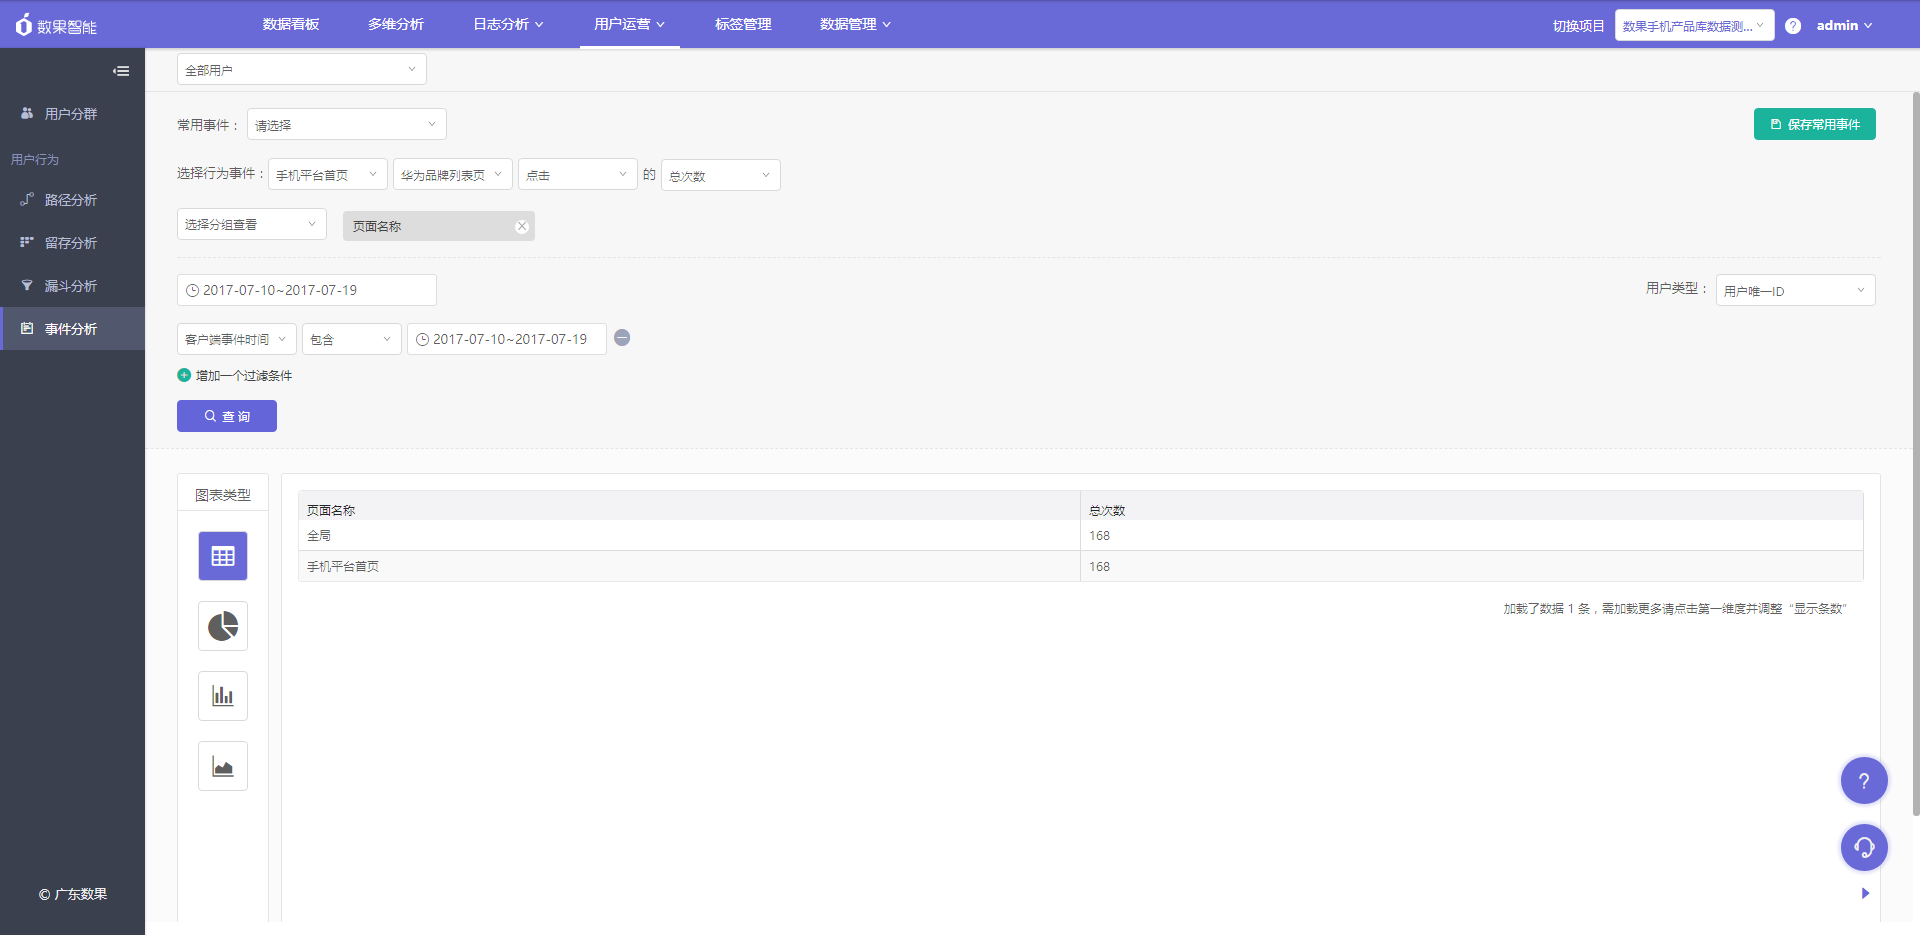 数果智能 数据看板 多维分析 日志分析 用户运营 标签管理 数据管理 切换项目 数果手机产品库数据测... ? admin
全部用户
用户分群
常用事件： 请选择 保存常用事件
用户行为
选择行为事件： 手机平台首页 华为品牌列表页 点击 的 总次数
路径分析
选择分组查看 页面名称
留存分析
漏斗分析
2017-07-10~2017-07-19 用户类型： 用户唯一ID
事件分析
客户端事件时间 包含 2017-07-10~2017-07-19
增加一个过滤条件
查 询
图表类型
页面名称 总次数
全局 168
手机平台首页 168
加载了数据 1 条，需加载更多请点击第一维度并调整 “显示条数”
?
© 广东数果